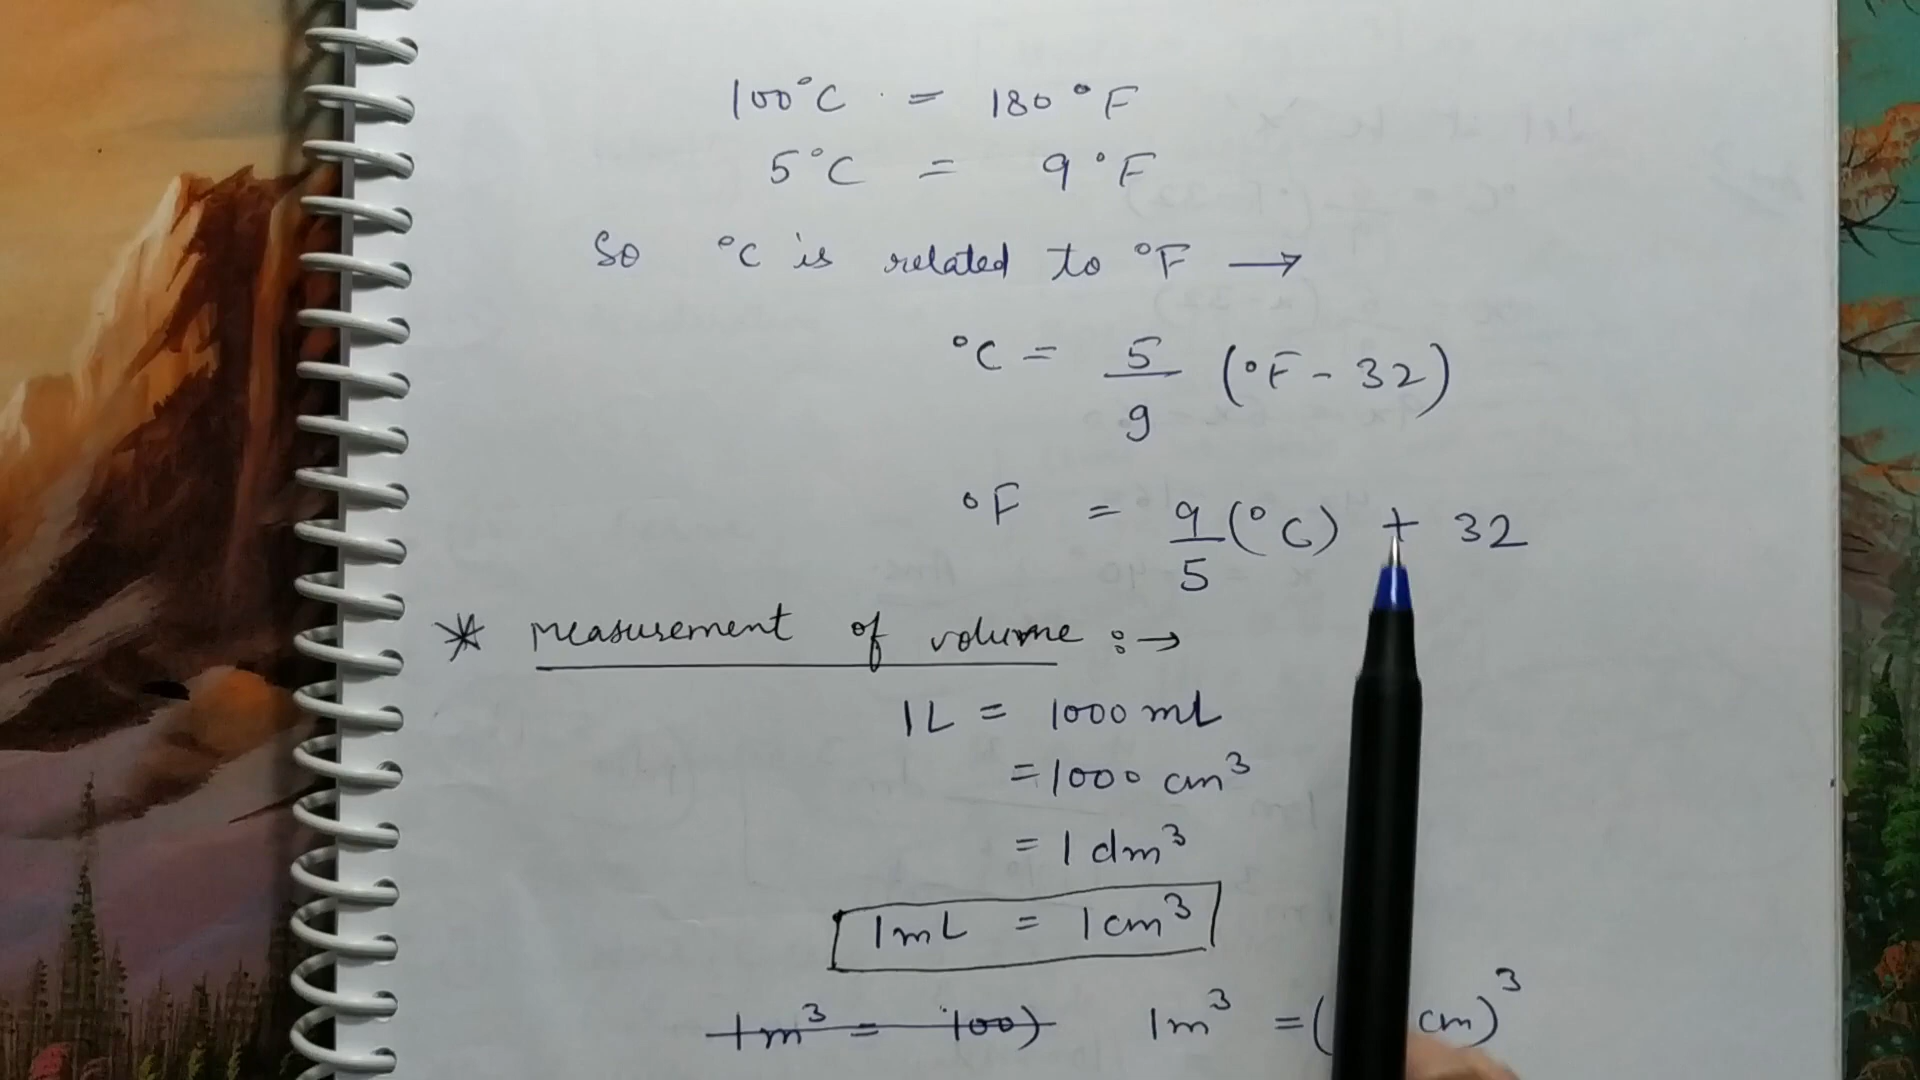 100°C = 180°F
5°C = 9°F
So °C is related to °F →
°C = 5/9 (°F - 32)
°F = 9/5 (°C) + 32
* Measurement of volume :→
1L = 1000 mL
= 1000 cm³
= 1 dm³
1mL = 1cm³
1m³ = 100) 1m³ = ( cm)³